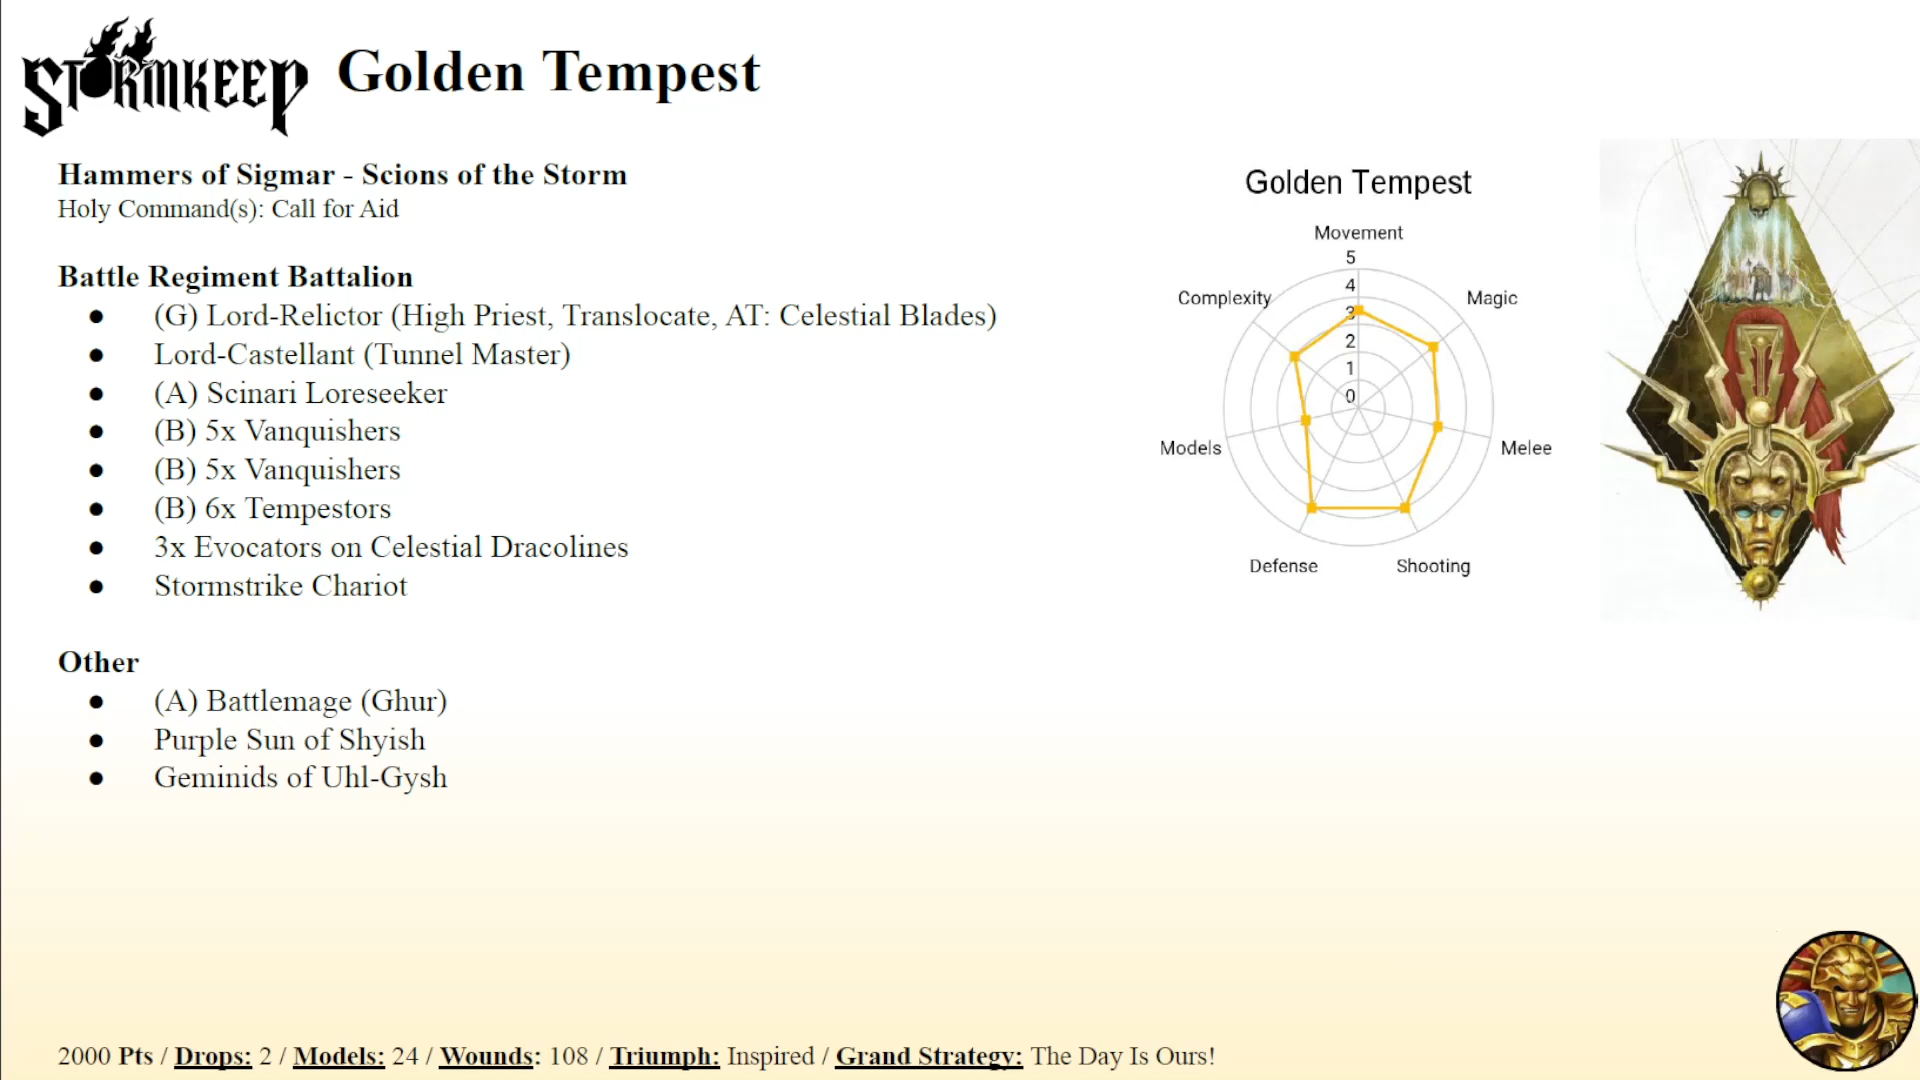 STORMKEEP
Golden Tempest
Hammers of Sigmar - Scions of the Storm
Holy Command(s): Call for Aid
Battle Regiment Battalion
● (G) Lord-Relictor (High Priest, Translocate, AT: Celestial Blades)
● Lord-Castellant (Tunnel Master)
● (A) Scinari Loreseeker
● (B) 5x Vanquishers
● (B) 5x Vanquishers
● (B) 6x Tempestors
● 3x Evocators on Celestial Dracolines
● Stormstrike Chariot
Other
● (A) Battlemage (Ghur)
● Purple Sun of Shyish
● Geminids of Uhl-Gysh
Golden Tempest
Movement
5
4
Complexity
Magic
3
2
1
0
Models
Melee
Defense
Shooting
2000 Pts / Drops: 2 / Models: 24 / Wounds: 108 / Triumph: Inspired / Grand Strategy: The Day Is Ours!